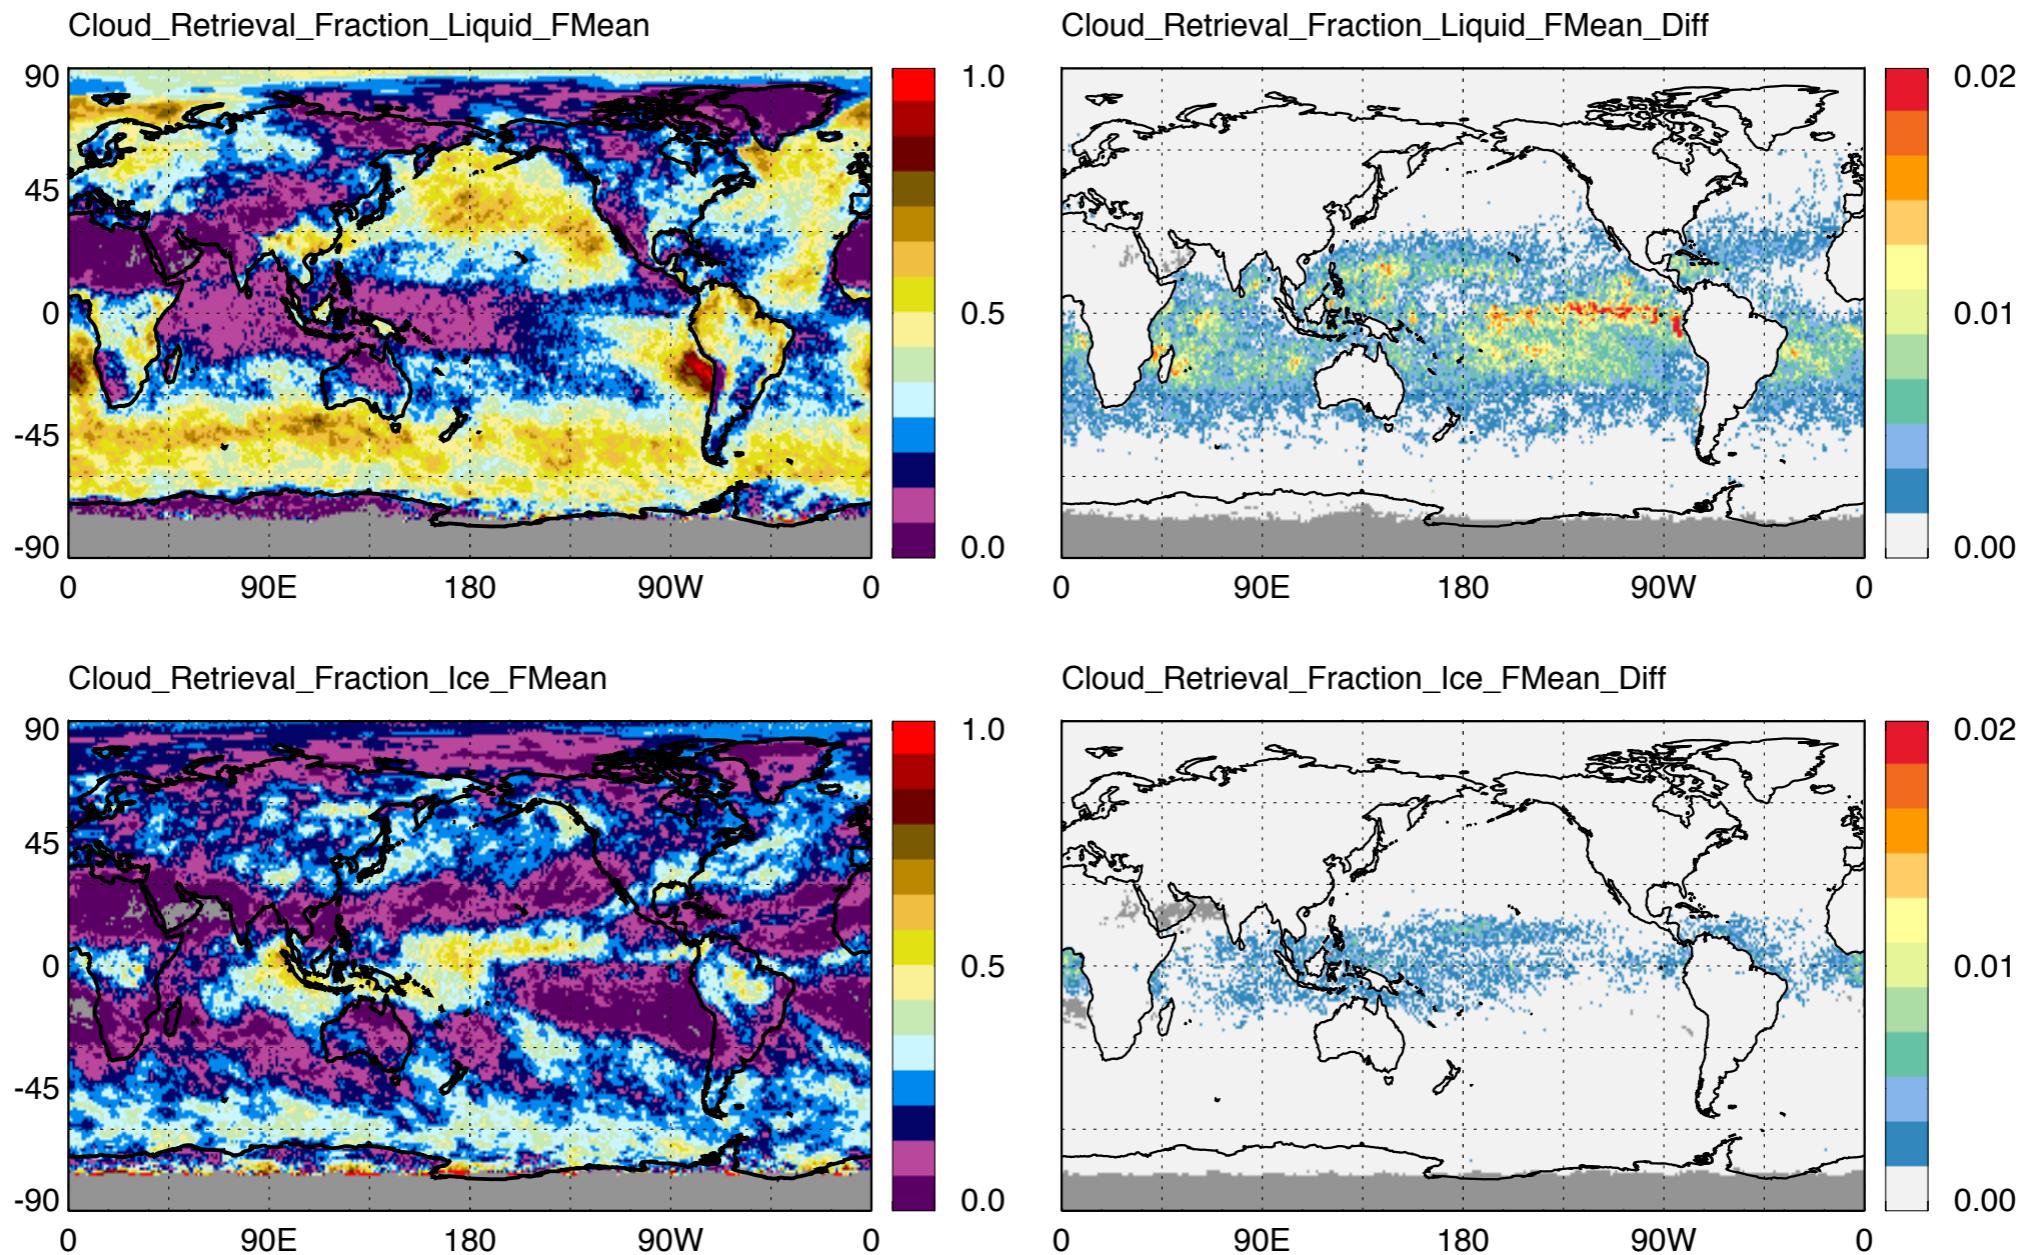 Cloud_Retrieval_Fraction_Liquid_FMean
90
45
0
-45
-90
0 90E 180 90W 0
1.0
0.5
0.0
Cloud_Retrieval_Fraction_Liquid_FMean_Diff
0 90E 180 90W 0
0.02
0.01
0.00
Cloud_Retrieval_Fraction_Ice_FMean
90
45
0
-45
-90
0 90E 180 90W 0
1.0
0.5
0.0
Cloud_Retrieval_Fraction_Ice_FMean_Diff
0 90E 180 90W 0
0.02
0.01
0.00